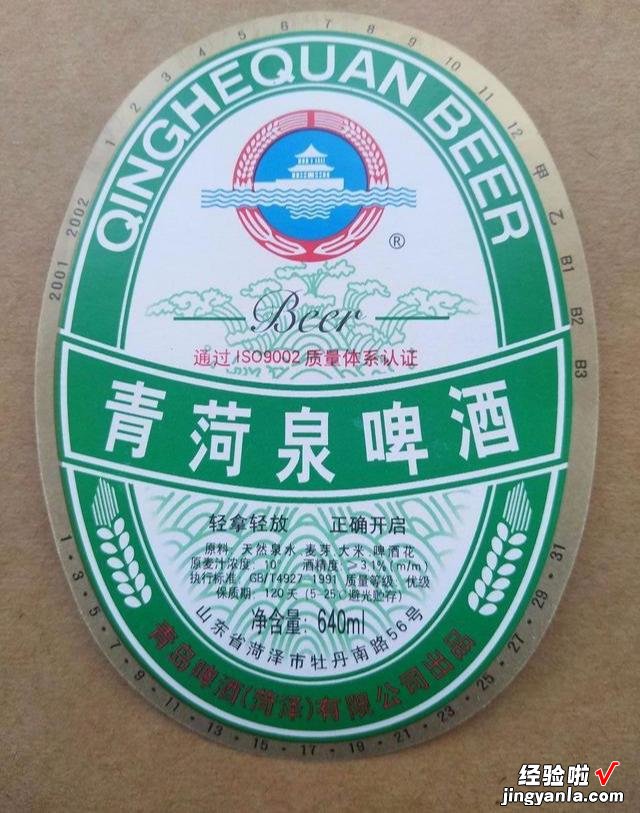 2001 2002 1 2 3 5 6 7 8 9 10 11 12 甲 乙 B1 B2 B3
QINGHEQUAN BEER
®
Beer
通过ISO9002质量体系认证
青菏泉啤酒
轻拿轻放 正确开启
原料:天然泉水.麦芽.大米.啤酒花
原麦汁浓度:10° 酒精度:>3.1%(m/m)
执行标准:GB/T4927-1991 质量等级:优级
保质期:120天(5-25℃避光贮存)
净含量:640ml
山东省菏泽市牡丹南路56号
青岛啤酒(菏泽)有限公司出品
1·3·5·7·9·11·13·15·17·19·21·23·25·27·29·31
经验啦√
jingyanla.com